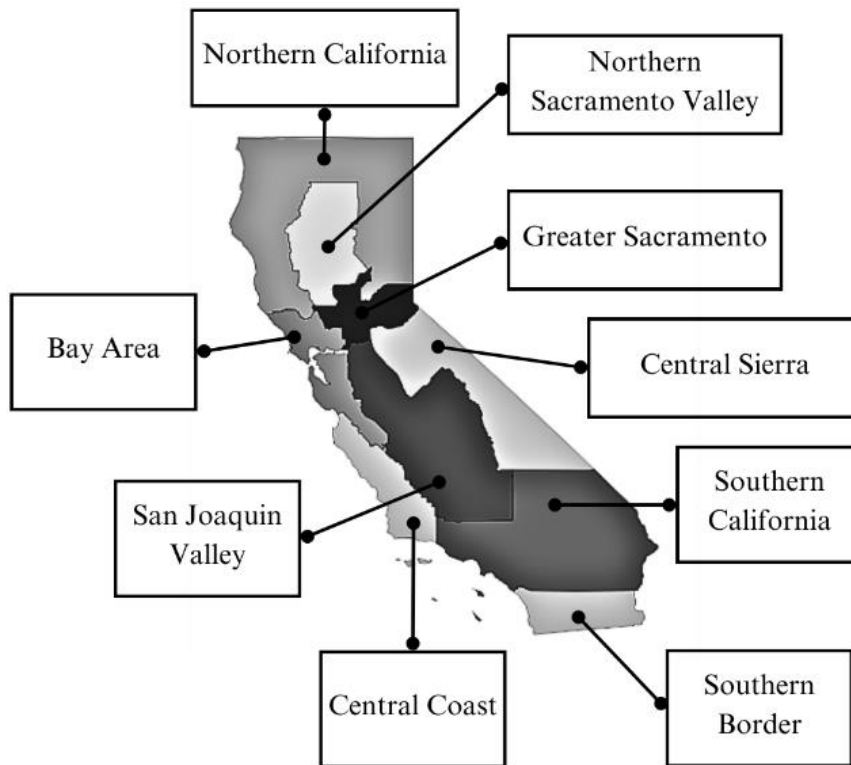 Northern California
Northern
Sacramento Valley
Greater Sacramento
Bay Area
Central Sierra
Southern
California
San Joaquin
Valley
Central Coast
Southern
Border